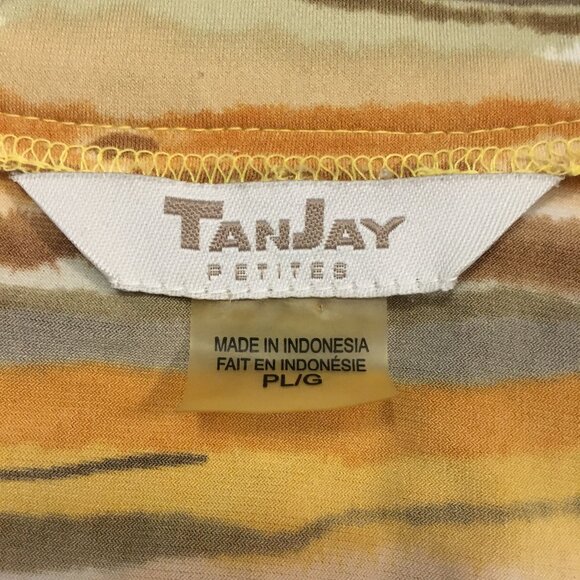 TANJAY
PETITES
MADE IN INDONESIA
FAIT EN INDONÉSIE
PL/G